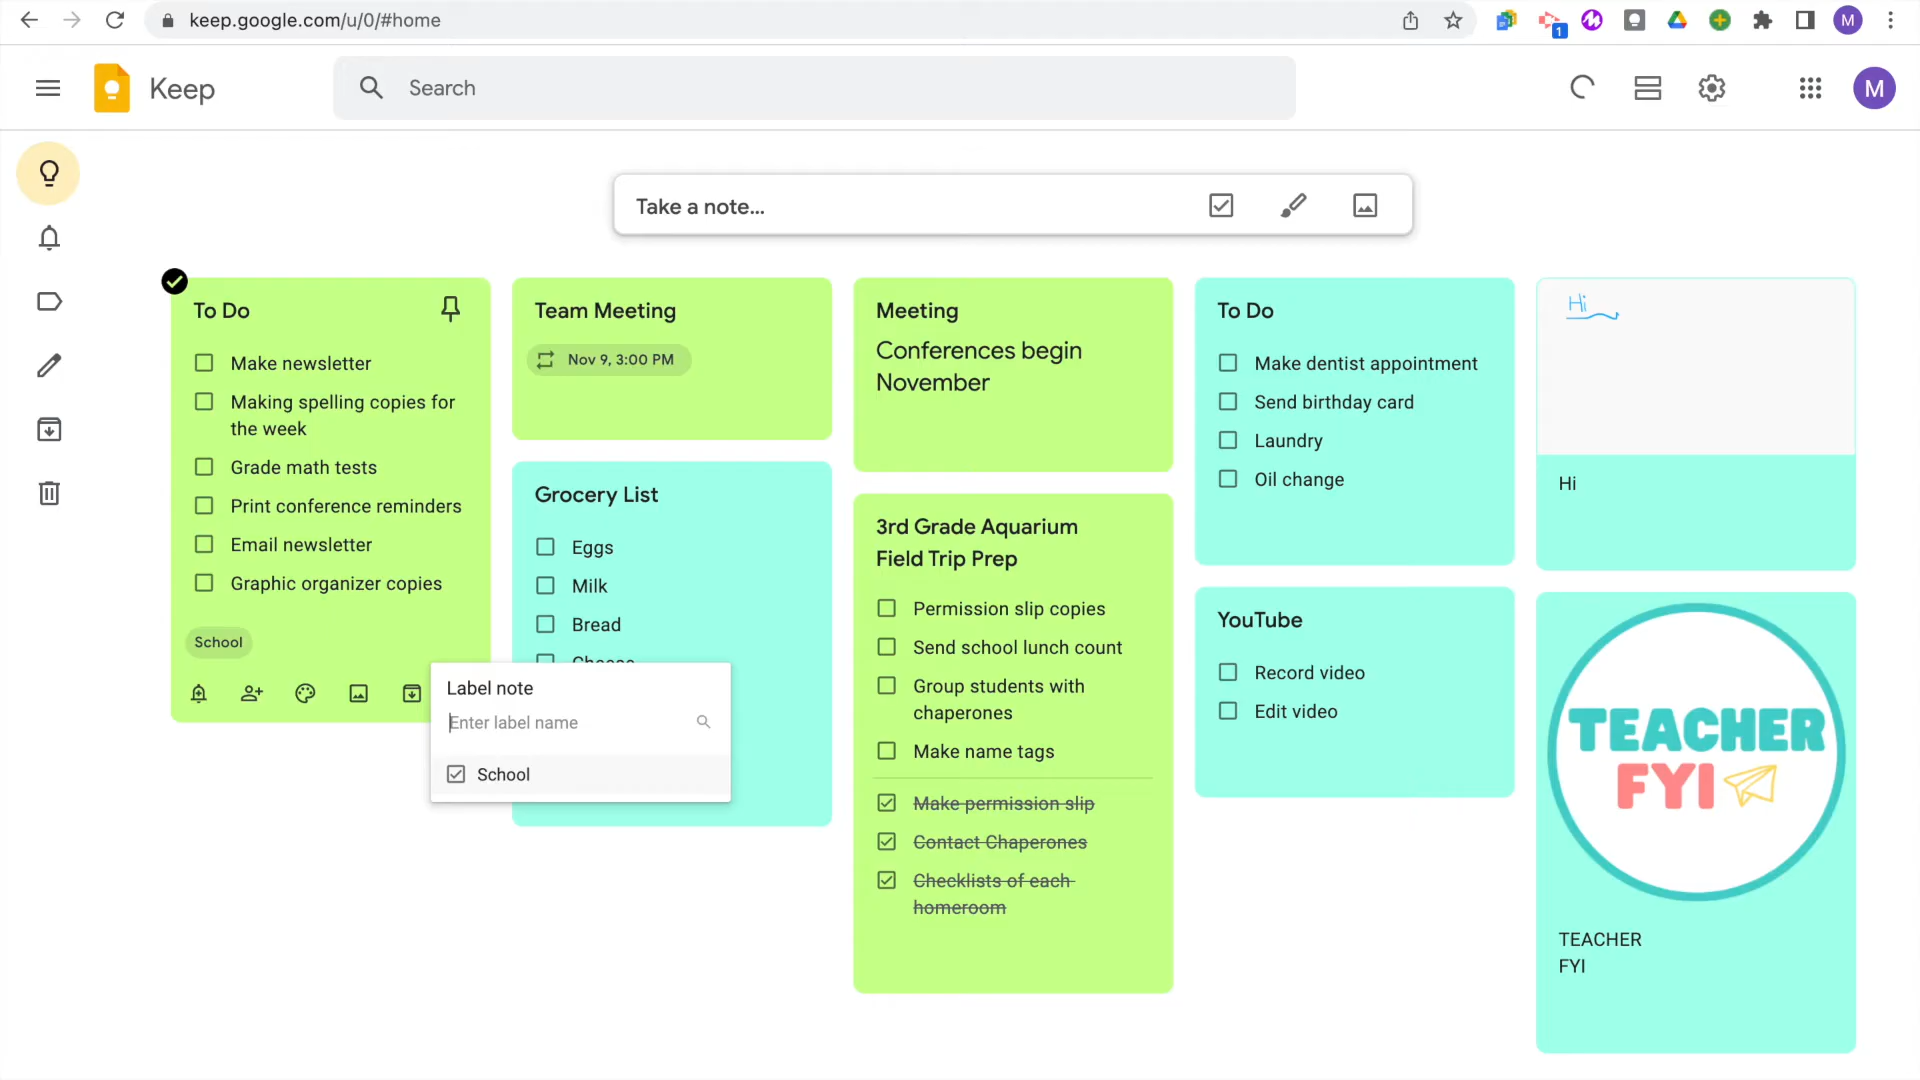 keep.google.com/u/0/#home
1
M
Keep
Search
M
Take a note...
To Do
Make newsletter
Making spelling copies for
the week
Grade math tests
Print conference reminders
Email newsletter
Graphic organizer copies
School
Team Meeting
Nov 9, 3:00 PM
Grocery List
Eggs
Milk
Bread
Cheese
Label note
Enter label name
School
Meeting
Conferences begin
November
3rd Grade Aquarium
Field Trip Prep
Permission slip copies
Send school lunch count
Group students with
chaperones
Make name tags
Make permission slip
Contact Chaperones
Checklists of each
homeroom
To Do
Make dentist appointment
Send birthday card
Laundry
Oil change
YouTube
Record video
Edit video
Hi
Hi
TEACHER
FYI
TEACHER
FYI